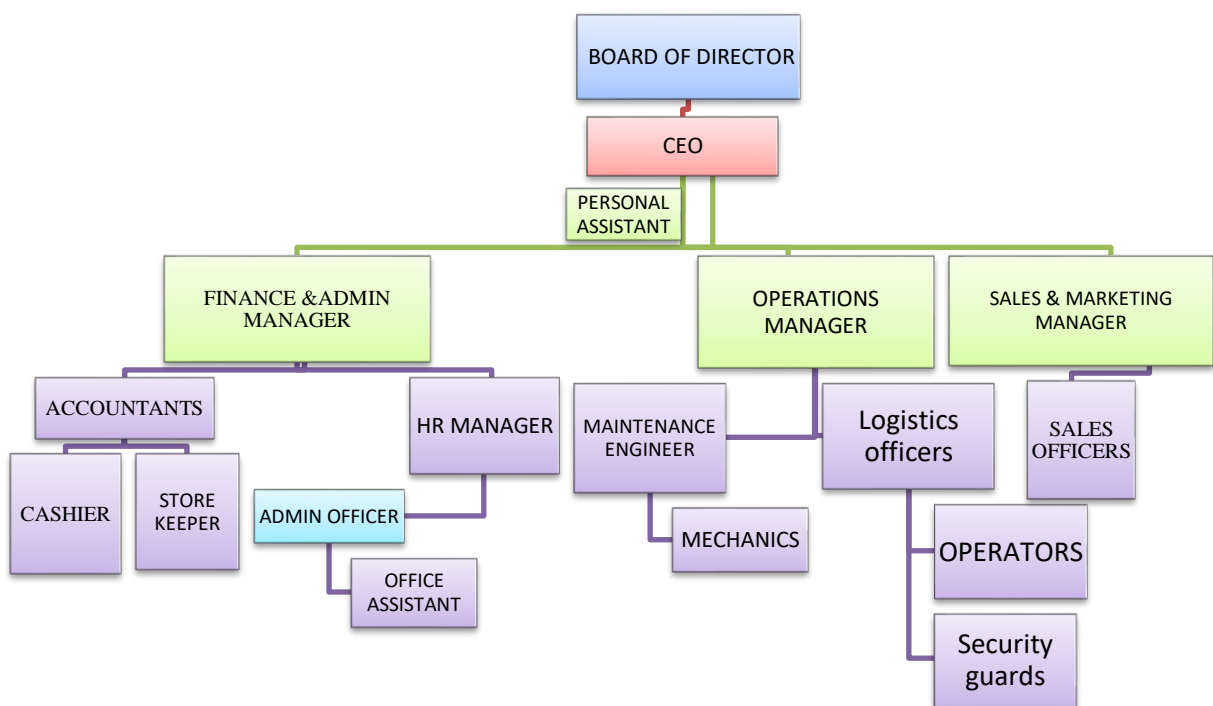 BOARD OF DIRECTOR
CEO
PERSONAL
ASSISTANT
FINANCE &ADMIN
MANAGER
OPERATIONS
MANAGER
SALES & MARKETING
MANAGER
ACCOUNTANTS
HR MANAGER
MAINTENANCE
ENGINEER
Logistics
officers
SALES
OFFICERS
CASHIER
STORE
KEEPER
ADMIN OFFICER
MECHANICS
OPERATORS
OFFICE
ASSISTANT
Security
guards